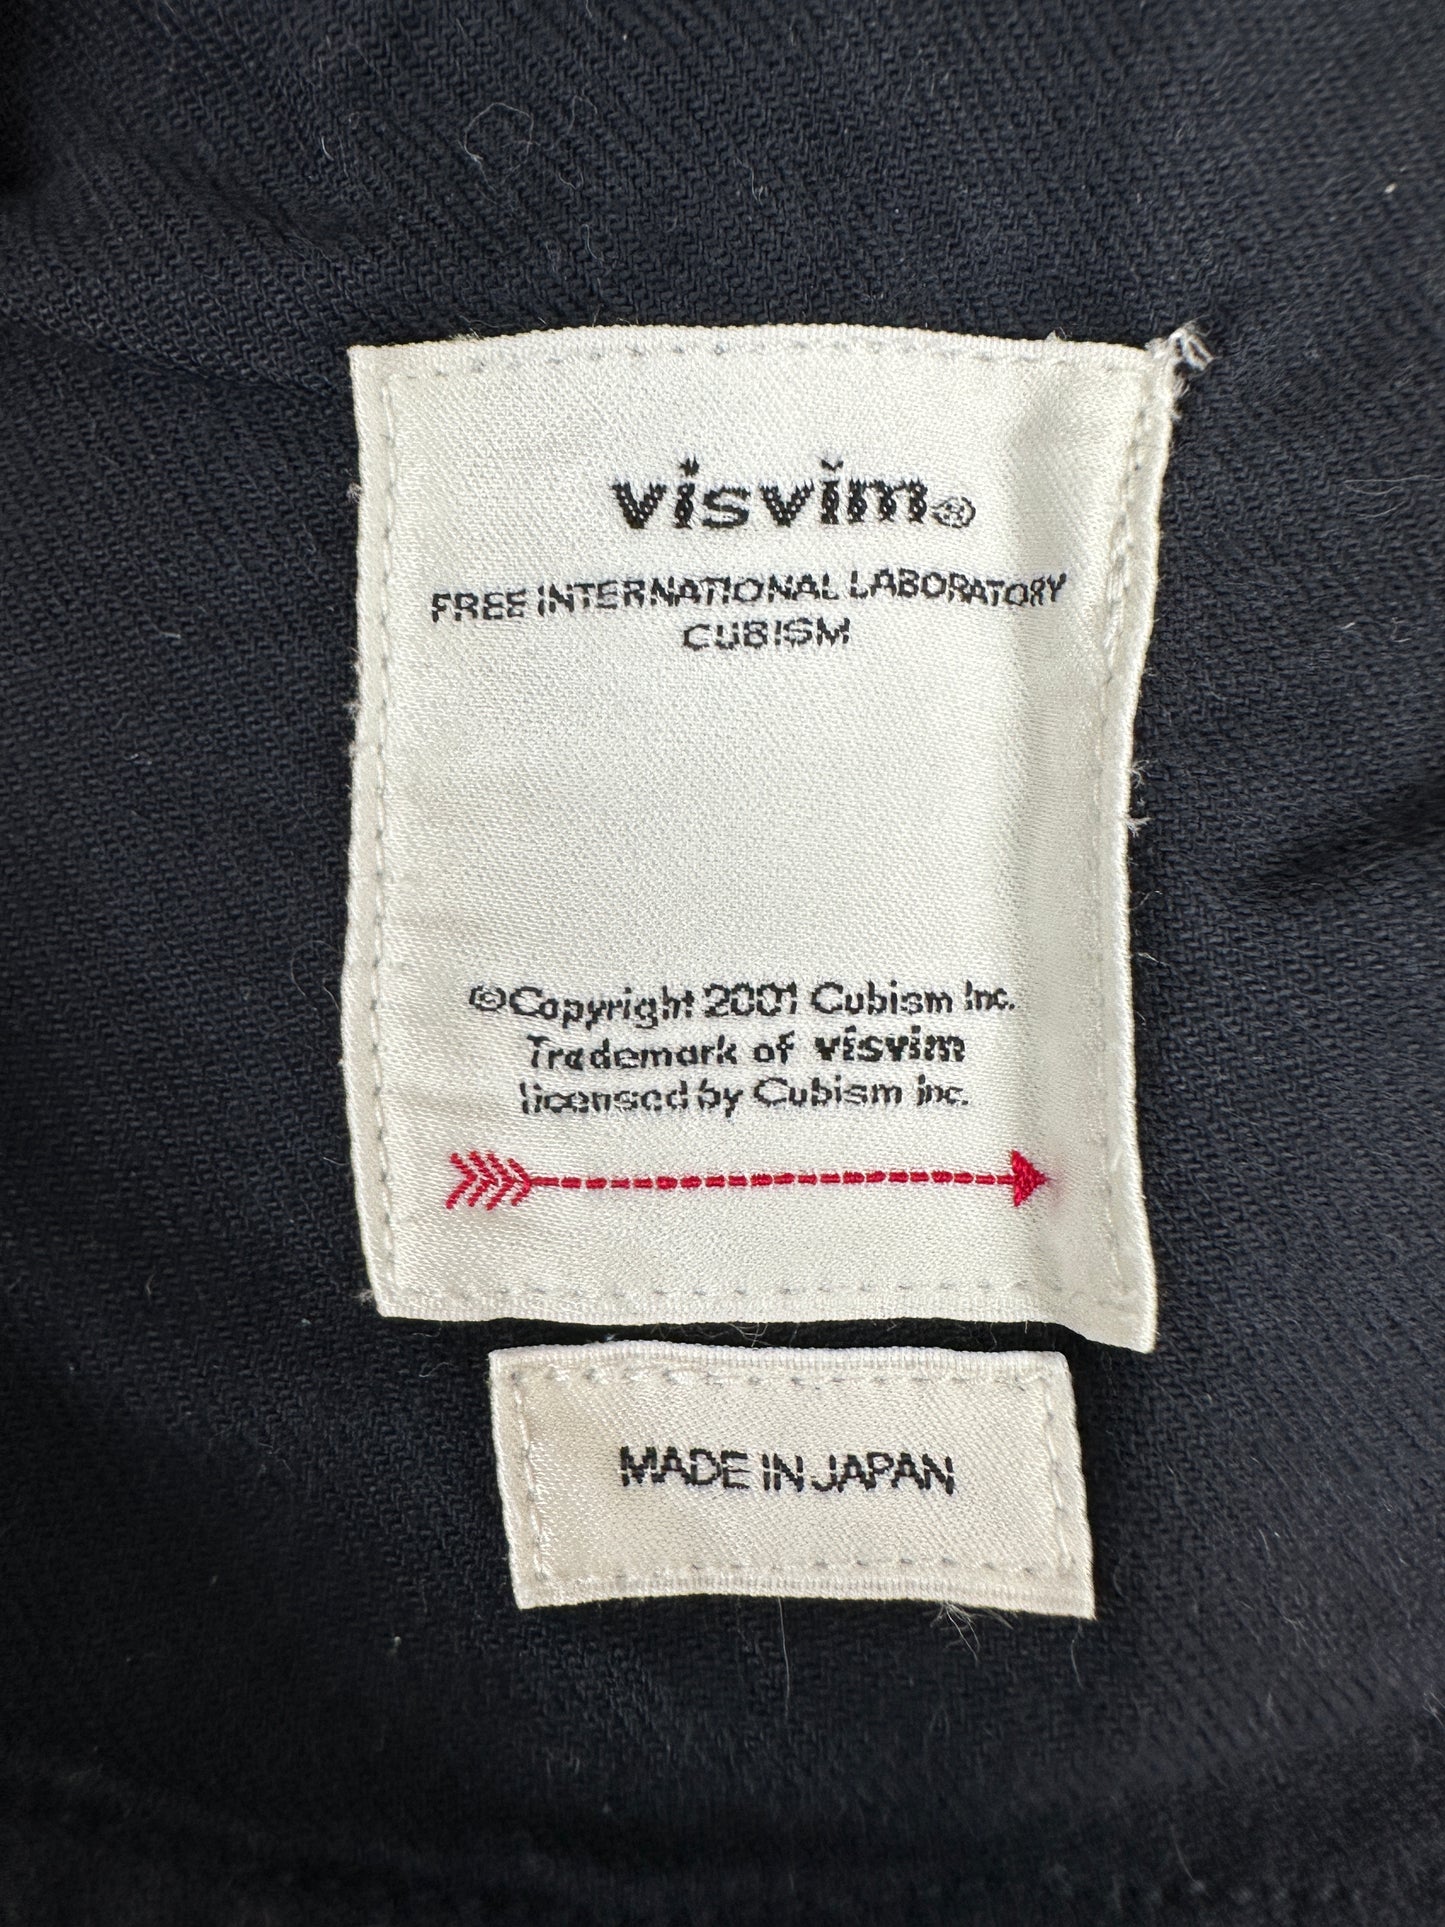 visvim®
FREE INTERNATIONAL LABORATORY
CUBISM
©Copyright 2001 Cubism Inc.
Trademark of visvim
licensed by Cubism inc.
MADE IN JAPAN